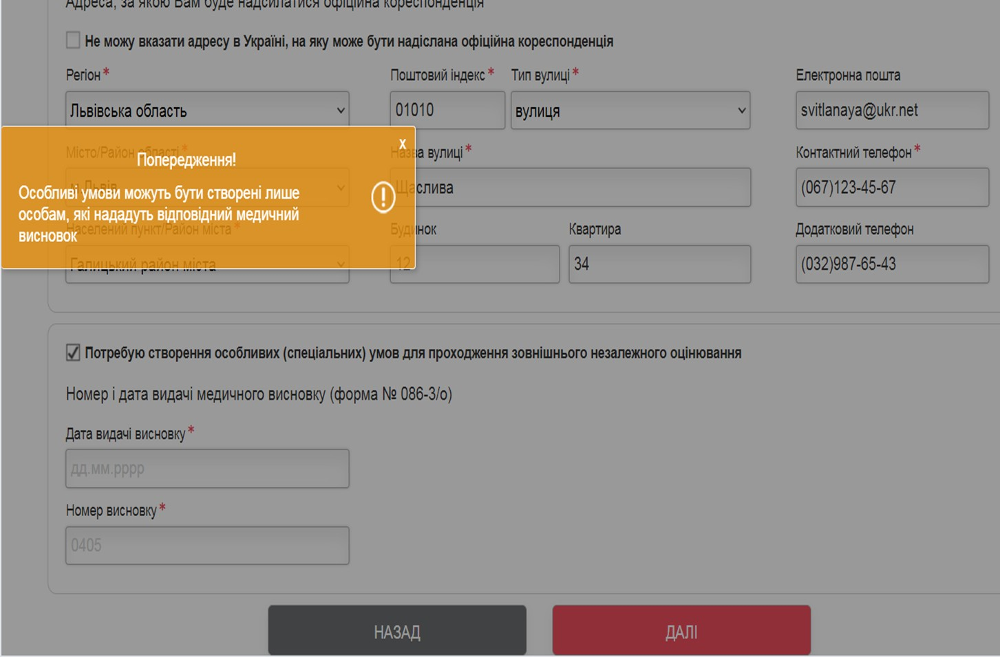 Адреса, за якою Вам буде надсилатися офіційна кореспонденція
Не можу вказати адресу в Україні, на яку може бути надіслана офіційна кореспонденція
Регіон* Поштовий індекс* Тип вулиці* Електронна пошта
Львівська область 01010 вулиця svitlanaya@ukr.net
Місто/Район області* Назва вулиці* Контактний телефон*
м.Львів Щаслива (067)123-45-67
Населений пункт/Район міста* Будинок Квартира Додатковий телефон
Галицький район міста 12 34 (032)987-65-43
x
Попередження!
Особливі умови можуть бути створені лише
особам, які нададуть відповідний медичний
висновок
Потребую створення особливих (спеціальних) умов для проходження зовнішнього незалежного оцінювання
Номер і дата видачі медичного висновку (форма № 086-3/о)
Дата видачі висновку*
дд.мм.рррр
Номер висновку*
0405
НАЗАД ДАЛІ